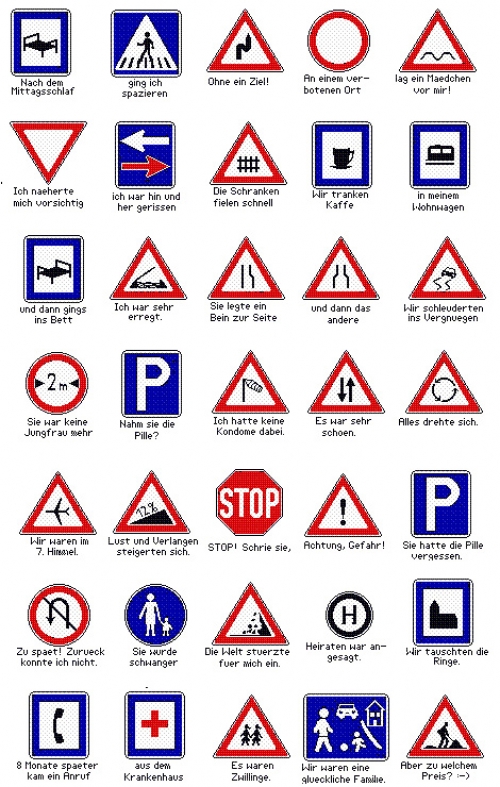 Nach dem
Mittagsschlaf
ging ich
spazieren
Ohne ein Ziel!
An einem ver-
botenen Ort
lag ein Maedchen
vor mir!
Ich naeherte
mich vorsichtig
ich war hin und
her gerissen
Die Schranken
fielen schnell
Wir tranken
Kaffe
in meinem
Wohnwagen
und dann gings
ins Bett
Ich war sehr
erregt.
Sie legte ein
Bein zur Seite
und dann das
andere
Wir schleuderten
ins Vergnuegen
2m
Sie war keine
Jungfrau mehr
P
Nahm sie die
Pille?
Ich hatte keine
Kondome dabei.
Es war sehr
schoen.
Alles drehte sich.
Wir waren im
7. Himmel.
12%
Lust und Verlangen
steigerten sich.
STOP
STOP! Schrie sie,
!
Achtung, Gefahr!
P
Sie hatte die Pille
vergessen.
Zu spaet! Zurueck
konnte ich nicht.
Sie wurde
schwanger
Die Welt stuerzte
fuer mich ein.
H
Heiraten war an-
gesagt.
Wir tauschten die
Ringe.
8 Monate spaeter
kam ein Anruf
aus dem
Krankenhaus
Es waren
Zwillinge.
Wir waren eine
glueckliche Familie.
Aber zu welchem
Preis? :-)